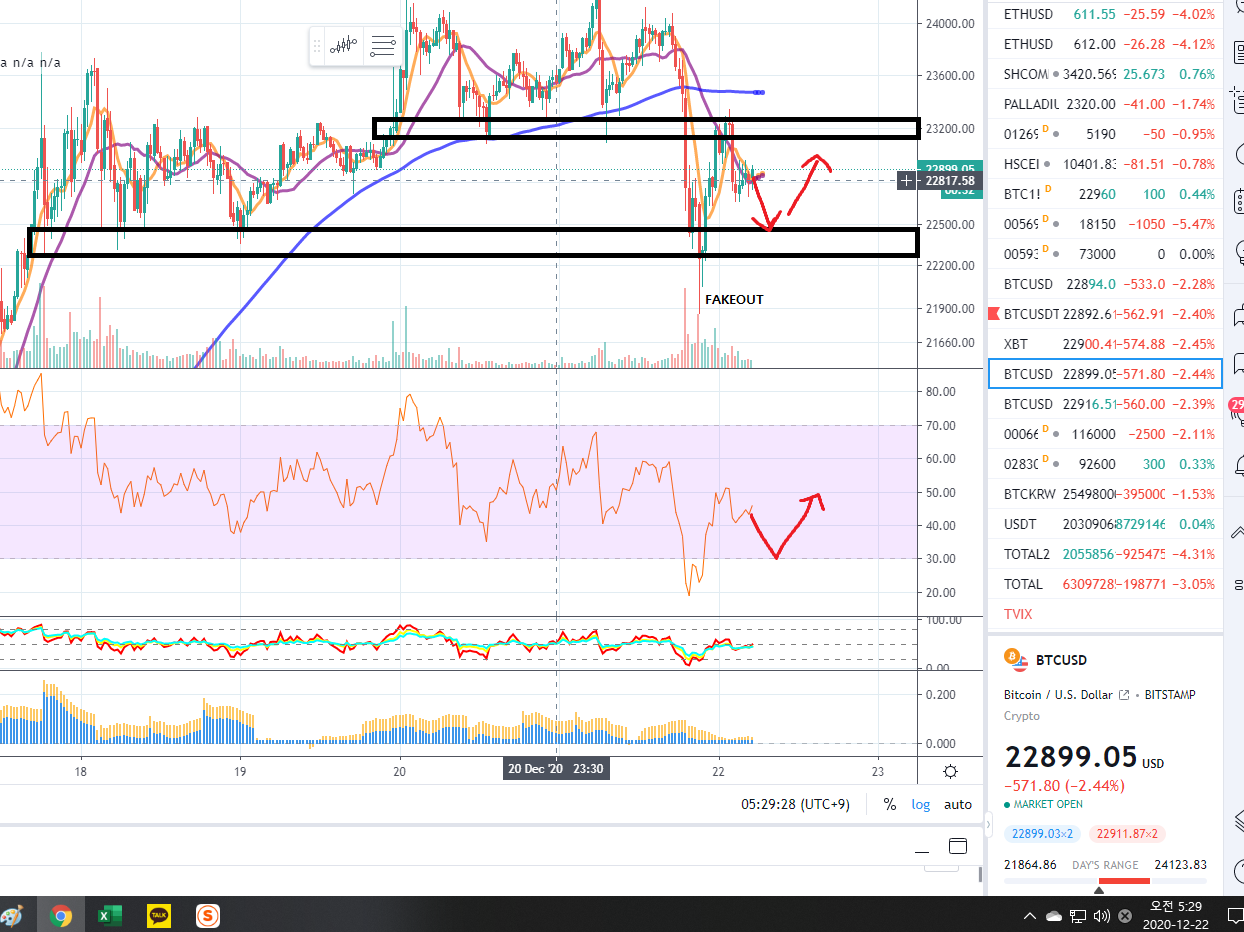 a n/a n/a
FAKEOUT
24000.00
23600.00
23200.00
22899.05
22817.58
22500.00
22200.00
21900.00
21660.00
80.00
70.00
60.00
50.00
40.00
30.00
20.00
100.00
0.00
0.200
0.000
18
19
20
20 Dec '20 23:30
22
23
05:29:28 (UTC+9)
%
log
auto
ETHUSD 611.55 −25.59 −4.02%
ETHUSD 612.00 −26.28 −4.12%
SHCOM 3420.569 25.673 0.76%
PALLADIU 2320.00 −41.00 −1.74%
01269 D 5190 −50 −0.95%
HSCEI 10401.83 −81.51 −0.78%
BTC1! D 22960 100 0.44%
00569 D 18150 −1050 −5.47%
00593 D 73000 0 0.00%
BTCUSD 22894.0 −533.0 −2.28%
BTCUSDT 22892.61 −562.91 −2.40%
XBT 22900.41 −574.88 −2.45%
BTCUSD 22899.05 −571.80 −2.44%
BTCUSD 22916.51 −560.00 −2.39%
00066 D 116000 −2500 −2.11%
02830 D 92600 300 0.33%
BTCKRW 2549800 −395000 −1.53%
USDT 2030906 8729146 0.04%
TOTAL2 2055856 −925475 −4.31%
TOTAL 6309728 −198771 −3.05%
TVIX
29
BTCUSD
Bitcoin / U.S. Dollar • BITSTAMP
Crypto
22899.05 USD
−571.80 (−2.44%)
MARKET OPEN
22899.03×2 22911.87×2
21864.86 DAY'S RANGE 24123.83
TALK
S
오전 5:29
2020-12-22